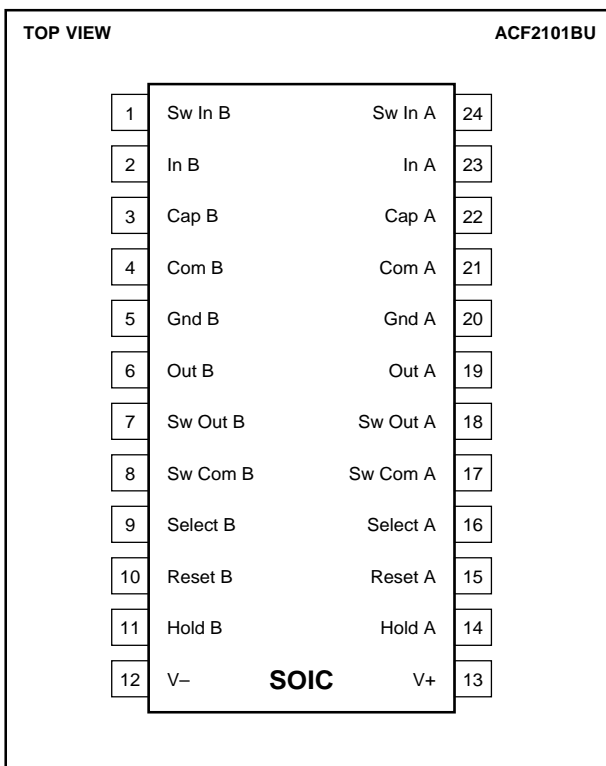 TOP VIEW ACF2101BU
1 Sw In B Sw In A 24
2 In B In A 23
3 Cap B Cap A 22
4 Com B Com A 21
5 Gnd B Gnd A 20
6 Out B Out A 19
7 Sw Out B Sw Out A 18
8 Sw Com B Sw Com A 17
9 Select B Select A 16
10 Reset B Reset A 15
11 Hold B Hold A 14
12 V– SOIC V+ 13